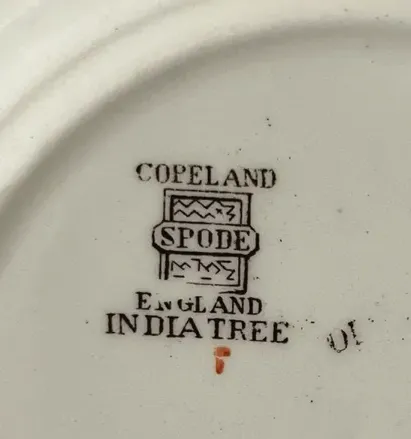 COPELAND
SPODE
ENGLAND
INDIA TREE